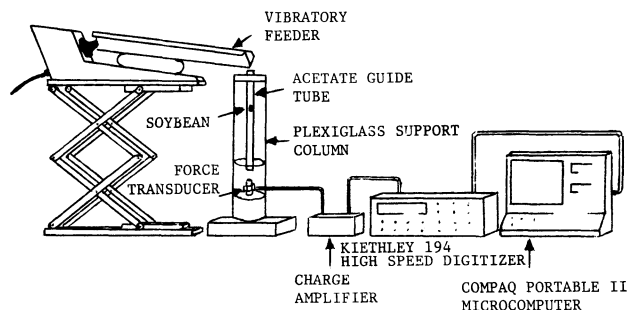 VIBRATORY
FEEDER
ACETATE GUIDE
TUBE
SOYBEAN
PLEXIGLASS SUPPORT
COLUMN
FORCE
TRANSDUCER
KIETHLEY 194
HIGH SPEED DIGITIZER
CHARGE
AMPLIFIER
COMPAQ PORTABLE II
MICROCOMPUTER